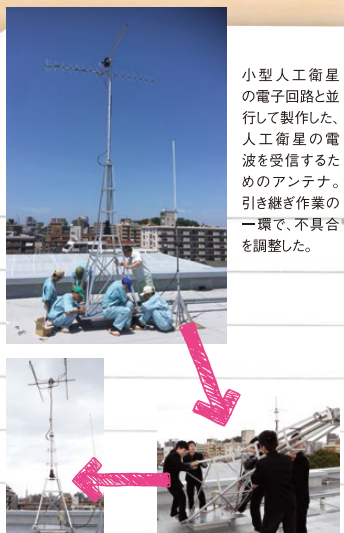 小型人工衛星
の電子回路と並
行して製作した、
人工衛星の電
波を受信するた
めのアンテナ。
引き継ぎ作業の
一環で、不具合
を調整した。